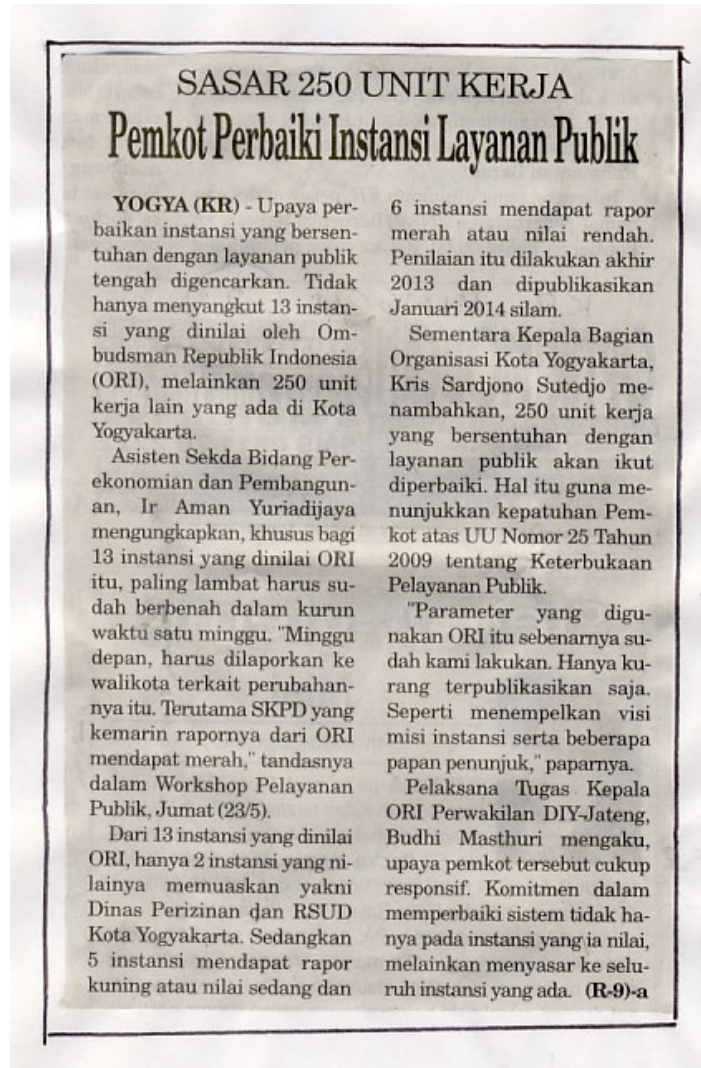 SASAR 250 UNIT KERJA
Pemkot Perbaiki Instansi Layanan Publik
YOGYA (KR) - Upaya per-
baikan instansi yang bersen-
tuhan dengan layanan publik
tengah digencarkan. Tidak
hanya menyangkut 13 instan-
si yang dinilai oleh Om-
budsman Republik Indonesia
(ORI), melainkan 250 unit
kerja lain yang ada di Kota
Yogyakarta.
Asisten Sekda Bidang Per-
ekonomian dan Pembangun-
an, Ir Aman Yuriadijaya
mengungkapkan, khusus bagi
13 instansi yang dinilai ORI
itu, paling lambat harus su-
dah berbenah dalam kurun
waktu satu minggu. "Minggu
depan, harus dilaporkan ke
walikota terkait perubahan-
nya itu. Terutama SKPD yang
kemarin rapornya dari ORI
mendapat merah," tandasnya
dalam Workshop Pelayanan
Publik, Jumat (23/5).
Dari 13 instansi yang dinilai
ORI, hanya 2 instansi yang ni-
lainya memuaskan yakni
Dinas Perizinan dan RSUD
Kota Yogyakarta. Sedangkan
5 instansi mendapat rapor
kuning atau nilai sedang dan
6 instansi mendapat rapor
merah atau nilai rendah.
Penilaian itu dilakukan akhir
2013 dan dipublikasikan
Januari 2014 silam.
Sementara Kepala Bagian
Organisasi Kota Yogyakarta,
Kris Sardjono Sutedjo me-
nambahkan, 250 unit kerja
yang bersentuhan dengan
layanan publik akan ikut
diperbaiki. Hal itu guna me-
nunjukkan kepatuhan Pem-
kot atas UU Nomor 25 Tahun
2009 tentang Keterbukaan
Pelayanan Publik.
"Parameter yang digu-
nakan ORI itu sebenarnya su-
dah kami lakukan. Hanya ku-
rang terpublikasikan saja.
Seperti menempelkan visi
misi instansi serta beberapa
papan penunjuk," paparnya.
Pelaksana Tugas Kepala
ORI Perwakilan DIY-Jateng,
Budhi Masthuri mengaku,
upaya pemkot tersebut cukup
responsif. Komitmen dalam
memperbaiki sistem tidak ha-
nya pada instansi yang ia nilai,
melainkan menyasar ke selu-
ruh instansi yang ada. (R-9)-a